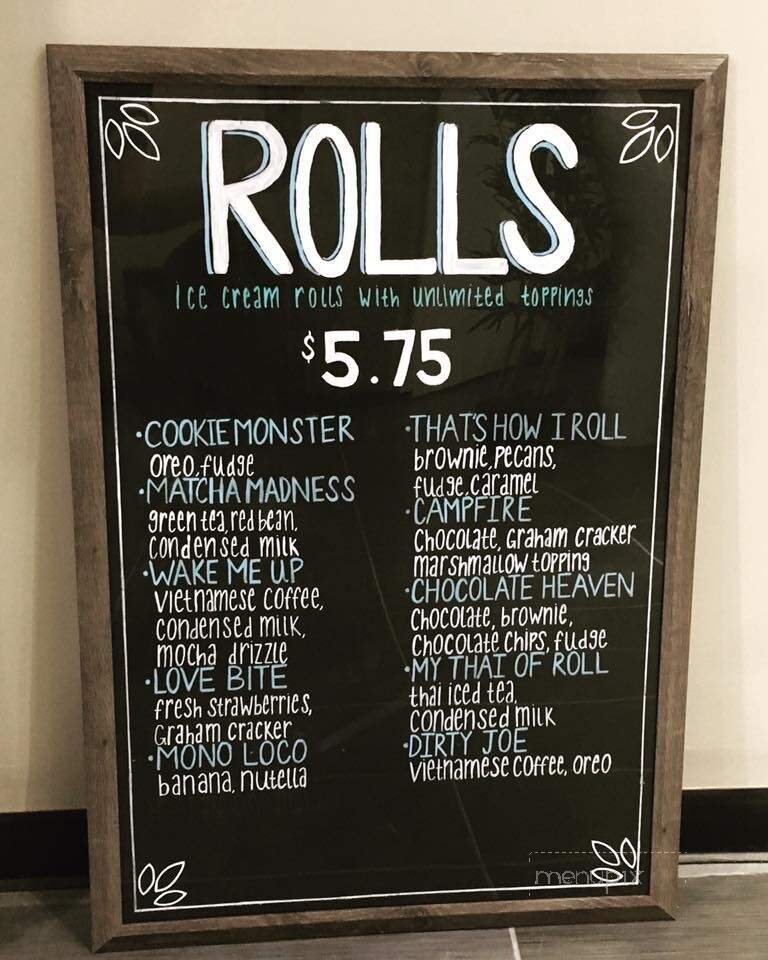 ROLLS
ice cream rolls with unlimited toppings
$5.75
·COOKIE MONSTER
oreo, fudge
·MATCHA MADNESS
green tea, red bean,
condensed milk
·WAKE ME UP
vietnamese coffee,
condensed milk,
mocha drizzle
·LOVE BITE
fresh strawberries,
Graham cracker
·MONO LOCO
banana, nutella
·THAT'S HOW I ROLL
brownie, pecans,
fudge, caramel
·CAMPFIRE
Chocolate, Graham cracker
marshmallow topping
·CHOCOLATE HEAVEN
Chocolate, brownie,
Chocolate chips, fudge
·MY THAI OF ROLL
thai iced tea,
condensed milk
·DIRTY JOE
vietnamese coffee, oreo
menupix